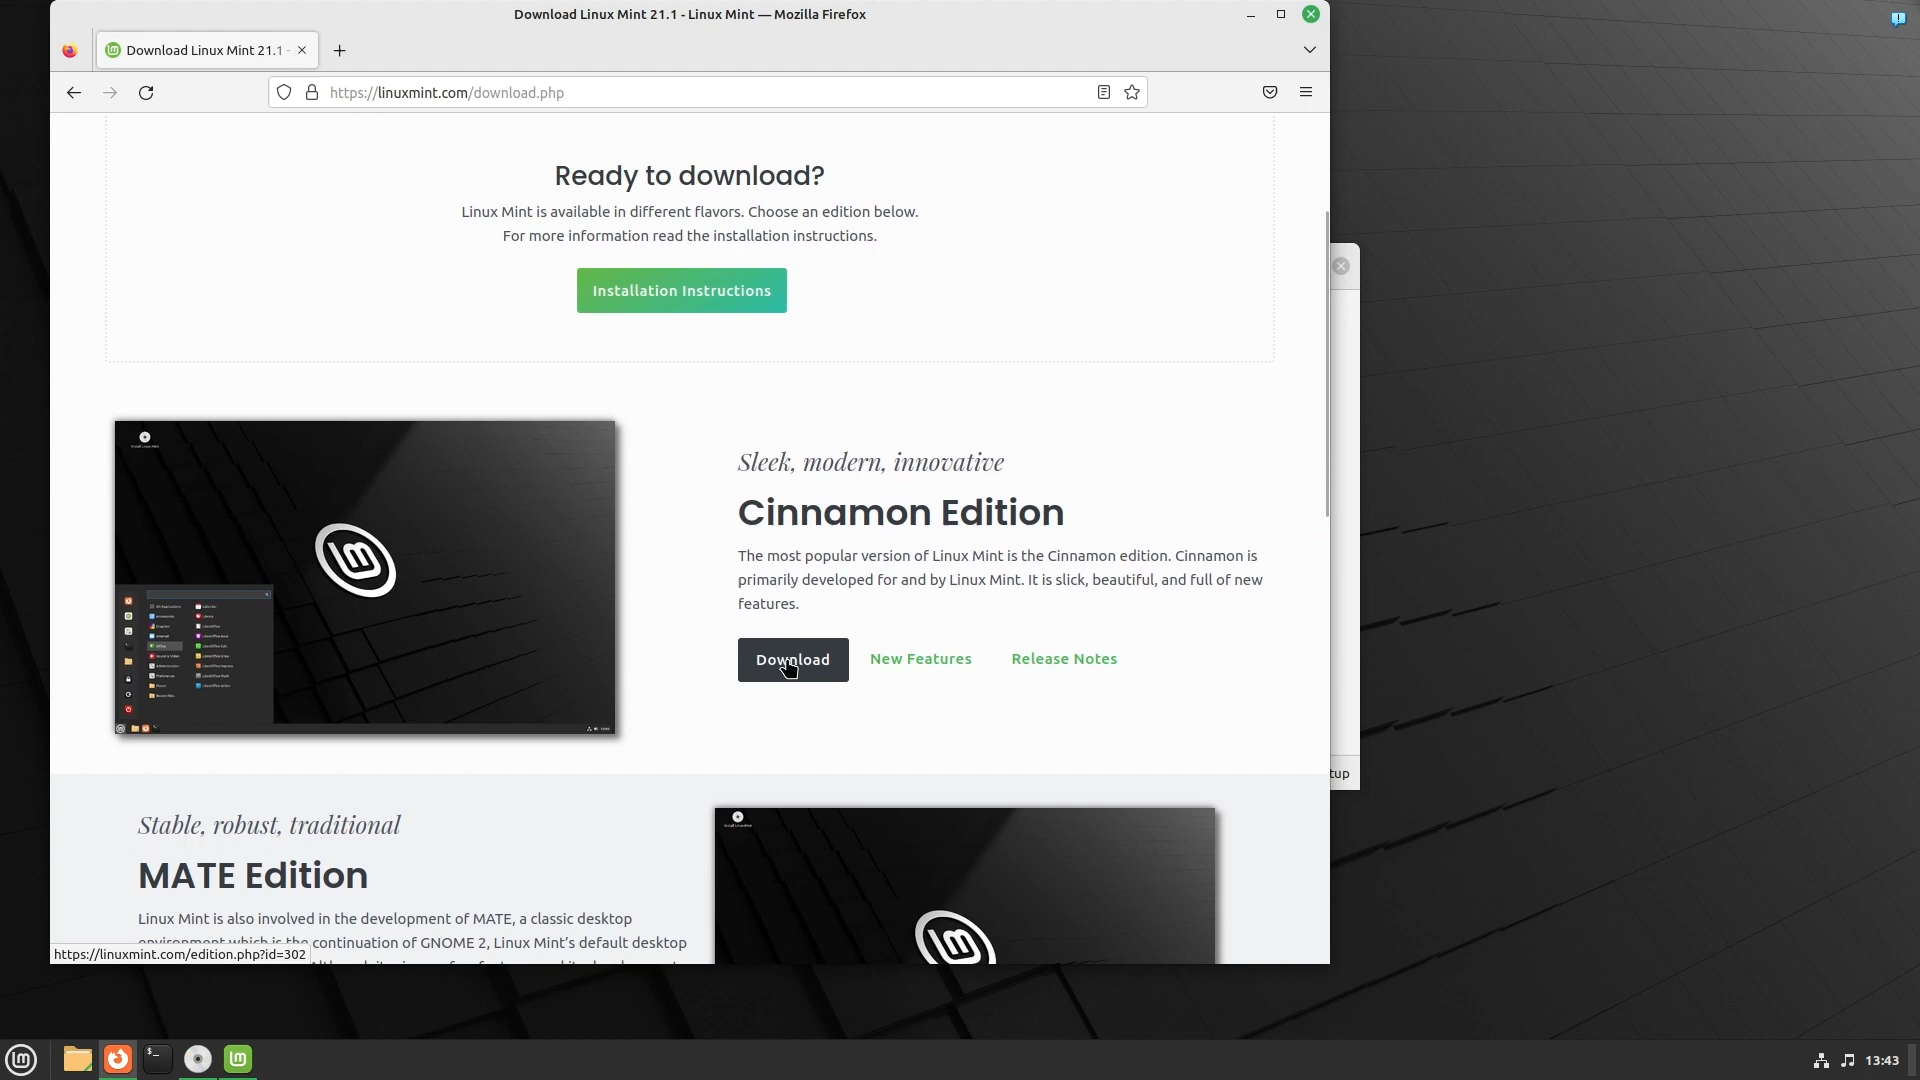 Download Linux Mint 21.1 - Linux Mint — Mozilla Firefox
Download Linux Mint 21.1 -
https://linuxmint.com/download.php
Ready to download?
Linux Mint is available in different flavors. Choose an edition below.
For more information read the installation instructions.
Installation Instructions
Sleek, modern, innovative
Cinnamon Edition
The most popular version of Linux Mint is the Cinnamon edition. Cinnamon is
primarily developed for and by Linux Mint. It is slick, beautiful, and full of new
features.
Download
New Features
Release Notes
tup
Stable, robust, traditional
MATE Edition
Linux Mint is also involved in the development of MATE, a classic desktop
environment which is the continuation of GNOME 2, Linux Mint's default desktop
https://linuxmint.com/edition.php?id=302
13:43